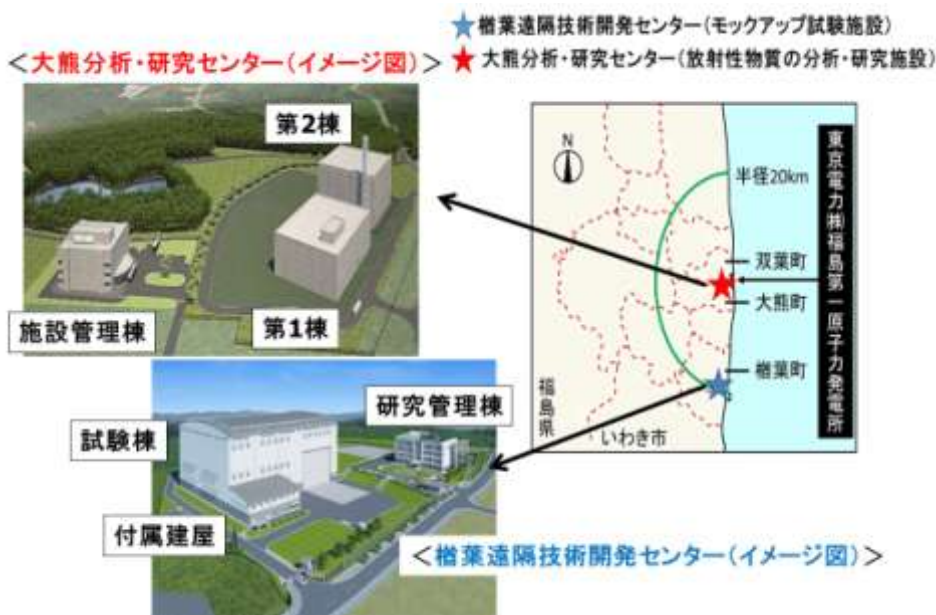 ★楢葉遠隔技術開発センター(モックアップ試験施設)
<大熊分析・研究センター(イメージ図)>
★大熊分析・研究センター(放射性物質の分析・研究施設)
第2棟
第1棟
施設管理棟
N
半径20km
双葉町
大熊町
楢葉町
福島県
いわき市
東京電力㈱福島第一原子力発電所
研究管理棟
試験棟
付属建屋
<楢葉遠隔技術開発センター(イメージ図)>